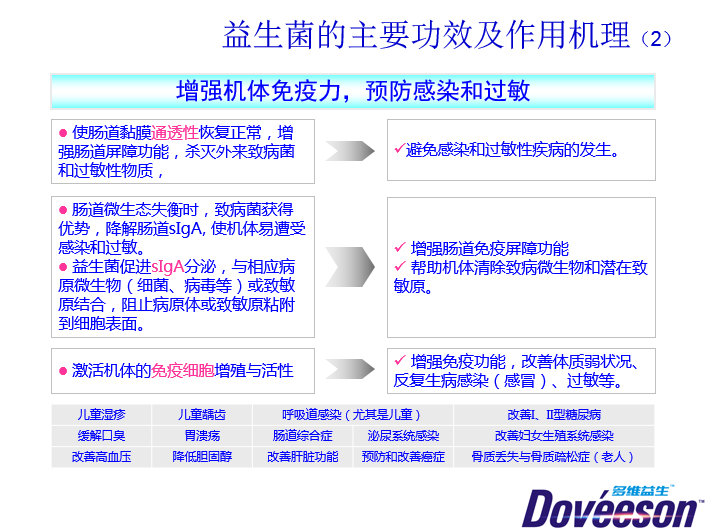 益生菌的主要功效及作用机理（2）
增强机体免疫力，预防感染和过敏
● 使肠道黏膜通透性恢复正常，增
强肠道屏障功能，杀灭外来致病菌
和过敏性物质，
✓避免感染和过敏性疾病的发生。
● 肠道微生态失衡时，致病菌获得
优势，降解肠道sIgA, 使机体易遭受
感染和过敏。
● 益生菌促进sIgA分泌，与相应病
原微生物（细菌、病毒等）或致敏
原结合，阻止病原体或致敏原粘附
到细胞表面。
✓ 增强肠道免疫屏障功能
✓ 帮助机体清除致病微生物和潜在致
敏原。
● 激活机体的免疫细胞增殖与活性
✓ 增强免疫功能，改善体质弱状况、
反复生病感染（感冒）、过敏等。
儿童湿疹 儿童龋齿 呼吸道感染（尤其是儿童） 改善I、II型糖尿病
缓解口臭 胃溃疡 肠道综合症 泌尿系统感染 改善妇女生殖系统感染
改善高血压 降低胆固醇 改善肝脏功能 预防和改善癌症 骨质丢失与骨质疏松症（老人）
多维益生™
Dovéeson™